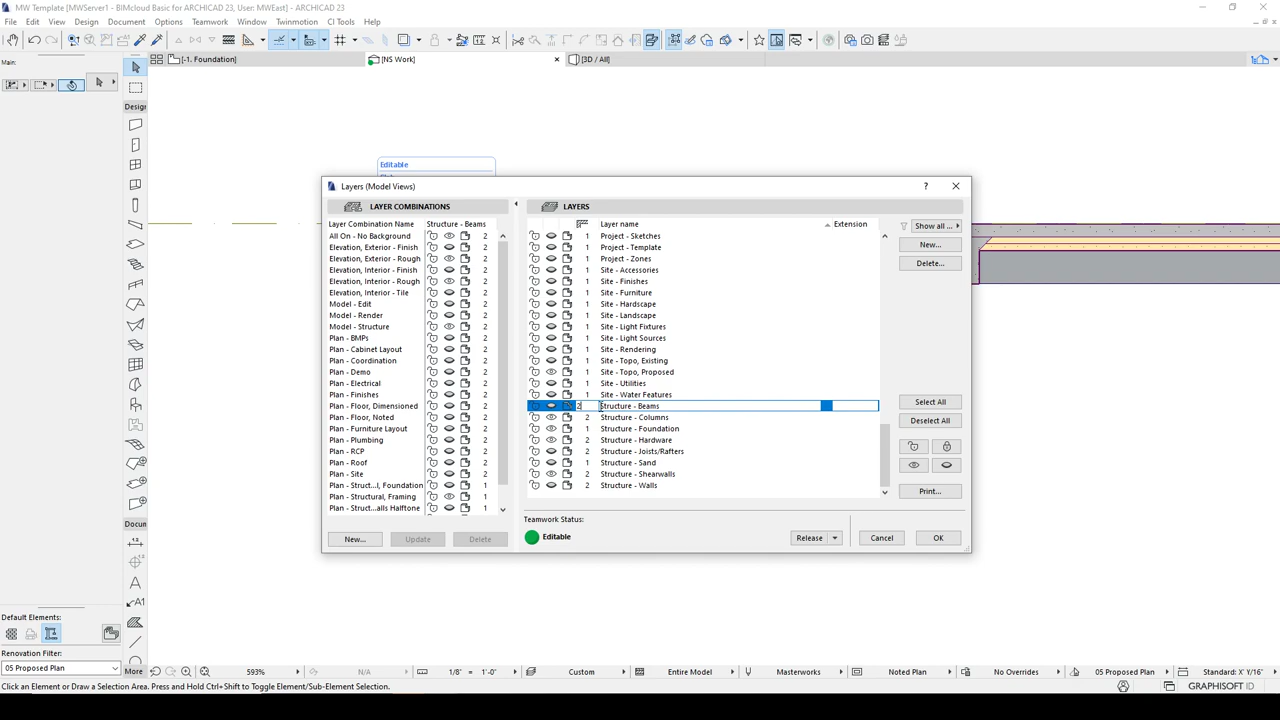 MW Template [MWServer1 - BIMcloud Basic for ARCHICAD 23, User: MWEast] - ARCHICAD 23
File Edit View Design Document Options Teamwork Window Twinmotion CI Tools Help
[-1. Foundation] [NS Work] [3D / All]
Main:
Design
Editable
Layers (Model Views) ?
LAYER COMBINATIONS LAYERS
Layer Combination Name Structure - Beams
All On - No Background 2
Elevation, Exterior - Finish 2
Elevation, Exterior - Rough 2
Elevation, Interior - Finish 2
Elevation, Interior - Rough 2
Elevation, Interior - Tile 2
Model - Edit 2
Model - Render 2
Model - Structure 2
Plan - BMPs 2
Plan - Cabinet Layout 2
Plan - Coordination 2
Plan - Demo 2
Plan - Electrical 2
Plan - Finishes 2
Plan - Floor, Dimensioned 2
Plan - Floor, Noted 2
Plan - Furniture Layout 2
Plan - Plumbing 2
Plan - RCP 2
Plan - Roof 2
Plan - Site 2
Plan - Struct...l, Foundation 1
Plan - Structural, Framing 1
Plan - Struct...alls Halftone 1
Layer name Extension
1 Project - Sketches
1 Project - Template
1 Project - Zones
1 Site - Accessories
1 Site - Finishes
1 Site - Furniture
1 Site - Hardscape
1 Site - Landscape
1 Site - Light Fixtures
1 Site - Light Sources
1 Site - Rendering
1 Site - Topo, Existing
1 Site - Topo, Proposed
1 Site - Utilities
1 Site - Water Features
2 Structure - Beams
2 Structure - Columns
1 Structure - Foundation
2 Structure - Hardware
2 Structure - Joists/Rafters
1 Structure - Sand
2 Structure - Shearwalls
2 Structure - Walls
Show all ...
New...
Delete...
Select All
Deselect All
Print...
New... Update Delete
Teamwork Status:
Editable
Release Cancel OK
Docun
A1
Default Elements:
Renovation Filter:
05 Proposed Plan
More
593% N/A 1/8" = 1'-0" Custom Entire Model Masterworks Noted Plan No Overrides 05 Proposed Plan Standard: X' Y/16"
Click an Element or Draw a Selection Area. Press and Hold Ctrl+Shift to Toggle Element/Sub-Element Selection.
GRAPHISOFT ID